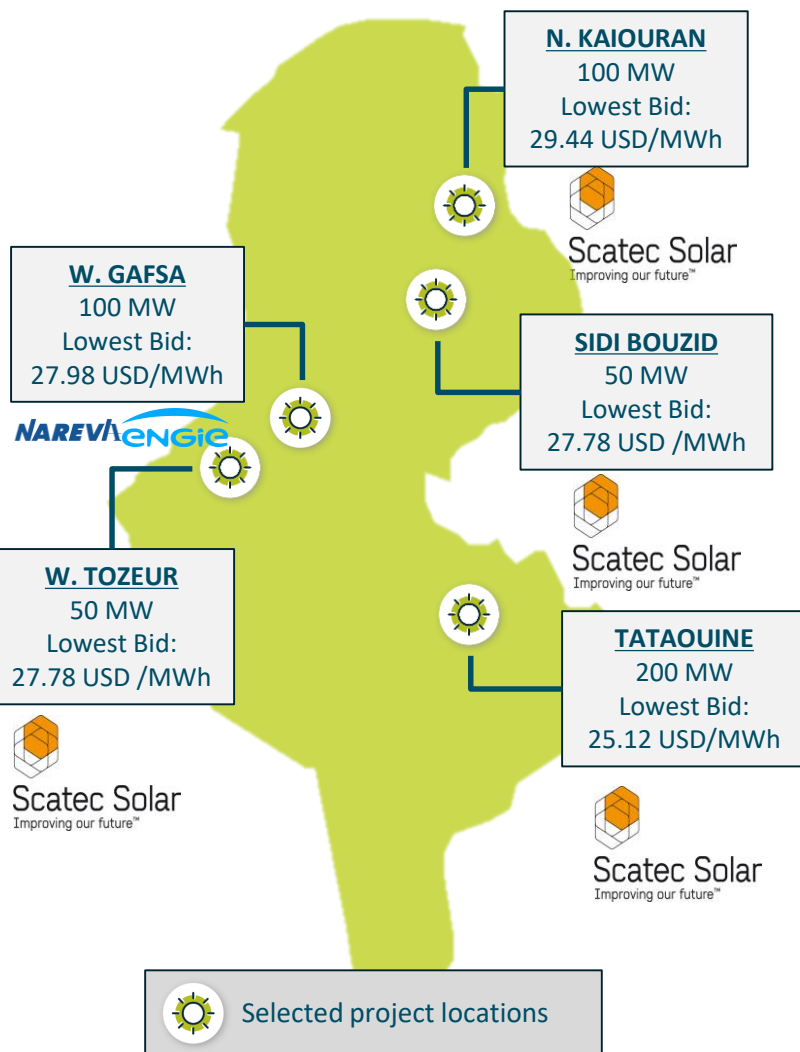 N. KAIOURAN
100 MW
Lowest Bid:
29.44 USD/MWh
Scatec Solar
Improving our future™
W. GAFSA
100 MW
Lowest Bid:
27.98 USD/MWh
NAREVA ENGIE
SIDI BOUZID
50 MW
Lowest Bid:
27.78 USD /MWh
Scatec Solar
Improving our future™
W. TOZEUR
50 MW
Lowest Bid:
27.78 USD /MWh
Scatec Solar
Improving our future™
TATAOUINE
200 MW
Lowest Bid:
25.12 USD/MWh
Scatec Solar
Improving our future™
Selected project locations